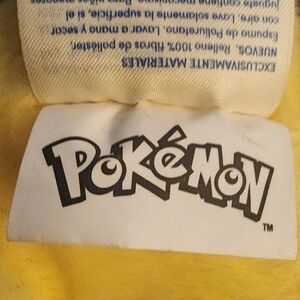 EXCLUSIVAMENTE MATERIALES
NUEVOS. Relleno 100% fibras de poliéster.
Espuma de Poliuretano. Lavar a mano y secar
aire. Lave solamente la superficie, si el
juguete contiene
POKéMON
TM